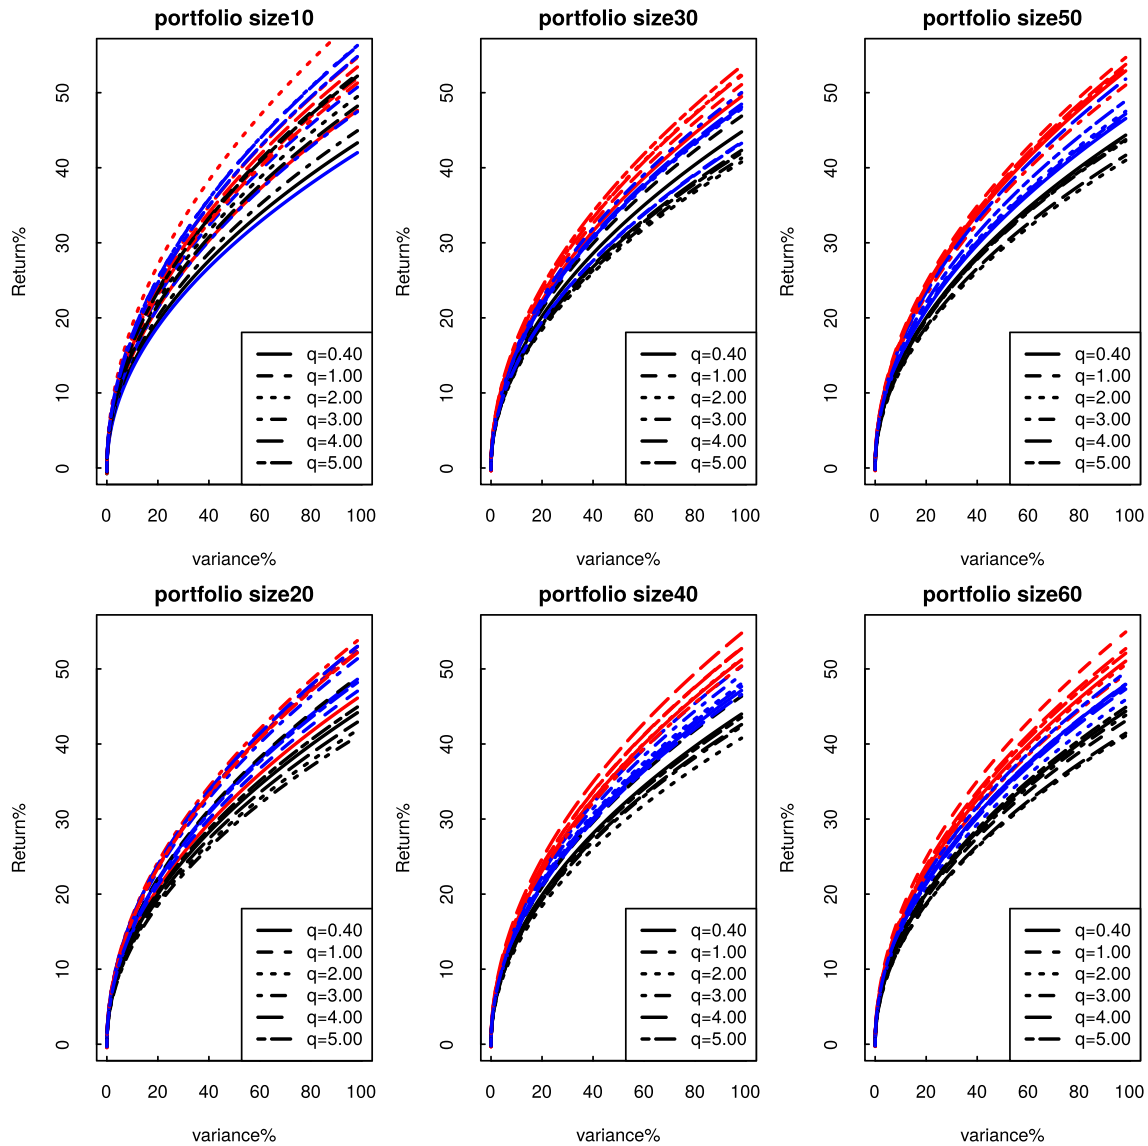 portfolio size10
Return%
50
40
30
20
10
0
q=0.40
q=1.00
q=2.00
q=3.00
q=4.00
q=5.00
0 20 40 60 80 100
variance%
portfolio size30
Return%
50
40
30
20
10
0
q=0.40
q=1.00
q=2.00
q=3.00
q=4.00
q=5.00
0 20 40 60 80 100
variance%
portfolio size50
Return%
50
40
30
20
10
0
q=0.40
q=1.00
q=2.00
q=3.00
q=4.00
q=5.00
0 20 40 60 80 100
variance%
portfolio size20
Return%
50
40
30
20
10
0
q=0.40
q=1.00
q=2.00
q=3.00
q=4.00
q=5.00
0 20 40 60 80 100
variance%
portfolio size40
Return%
50
40
30
20
10
0
q=0.40
q=1.00
q=2.00
q=3.00
q=4.00
q=5.00
0 20 40 60 80 100
variance%
portfolio size60
Return%
50
40
30
20
10
0
q=0.40
q=1.00
q=2.00
q=3.00
q=4.00
q=5.00
0 20 40 60 80 100
variance%